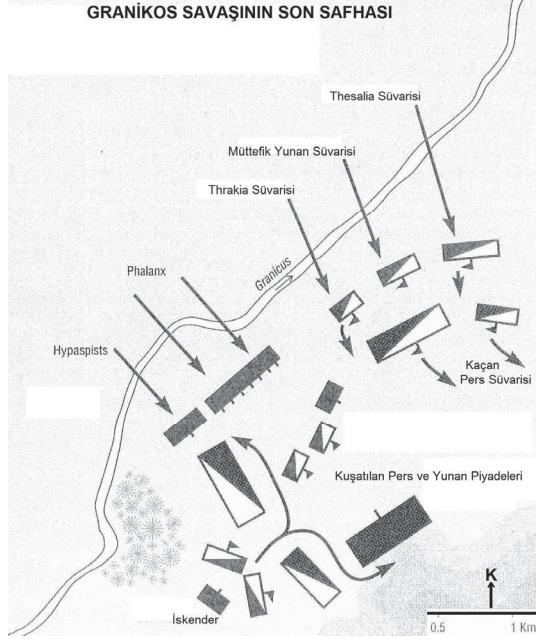 GRANİKOS SAVAŞININ SON SAFHASI
Thesalia Süvarisi
Müttefik Yunan Süvarisi
Thrakia Süvarisi
Phalanx
Granicus
Hypaspists
Kaçan
Pers Süvarisi
Kuşatılan Pers ve Yunan Piyadeleri
İskender
K
0.5 1 Km